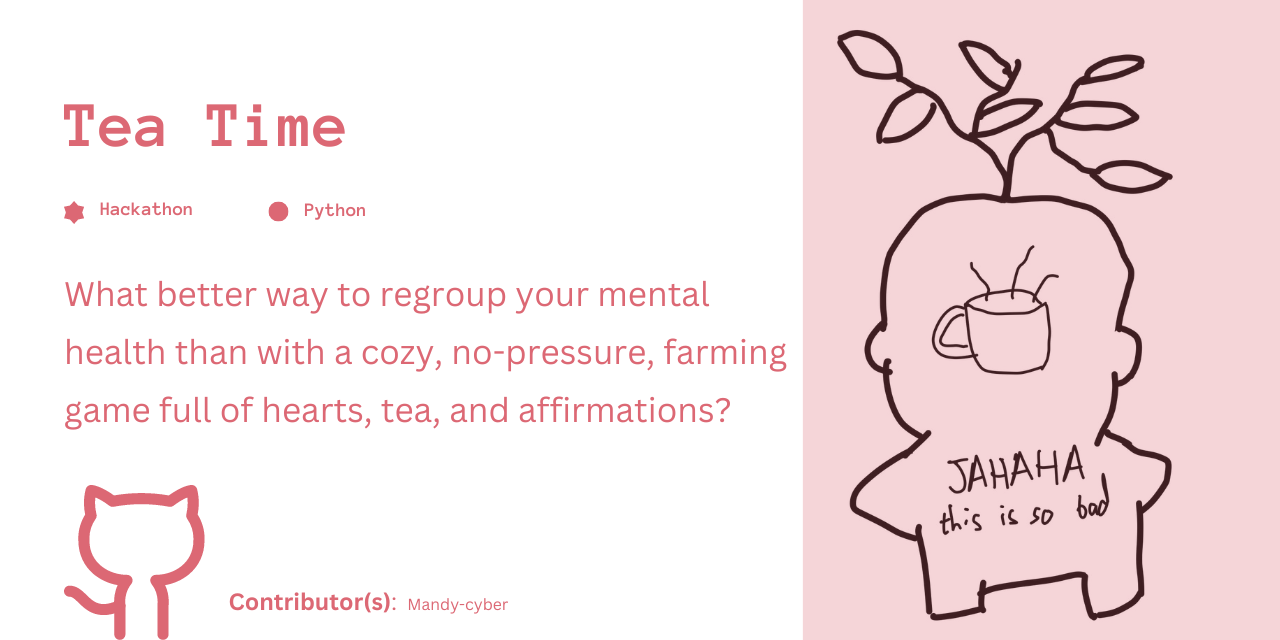 Tea Time
Hackathon
Python
What better way to regroup your mental
health than with a cozy, no-pressure, farming
game full of hearts, tea, and affirmations?
Contributor(s): Mandy-cyber
JAHAHA
this is so bad